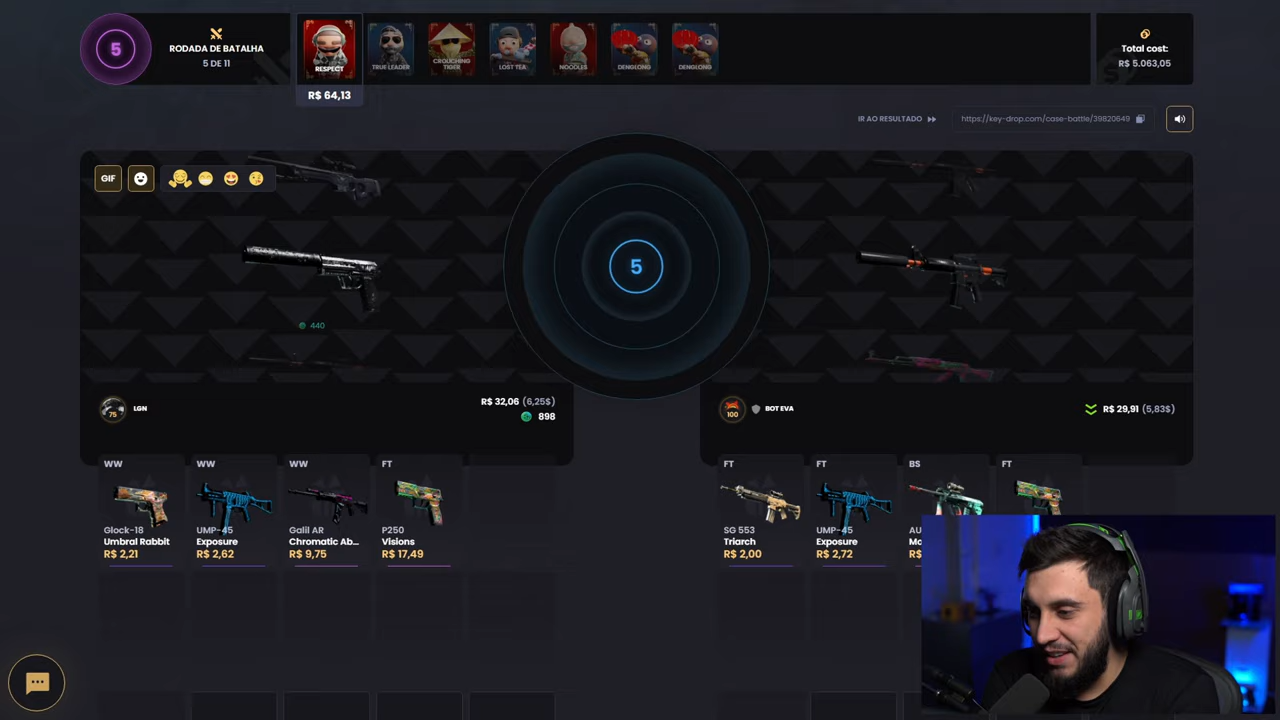 5
RODADA DE BATALHA
5 DE 11
RESPECT
TRUE LEADER
CROUCHING
TIGER
LOST TEA
NOODLES
DENGLONG
DENGLONG
Total cost:
R$ 5.063,05
R$ 64,13
IR AO RESULTADO
https://key-drop.com/case-battle/39820649
GIF
5
440
75
LGN
R$ 32,06 (6,25$)
898
100
BOT EVA
R$ 29,91 (5,83$)
WW
WW
WW
FT
FT
FT
BS
FT
Glock-18
Umbral Rabbit
R$ 2,21
UMP-45
Exposure
R$ 2,62
Galil AR
Chromatic Ab...
R$ 9,75
P250
Visions
R$ 17,49
SG 553
Triarch
R$ 2,00
UMP-45
Exposure
R$ 2,72